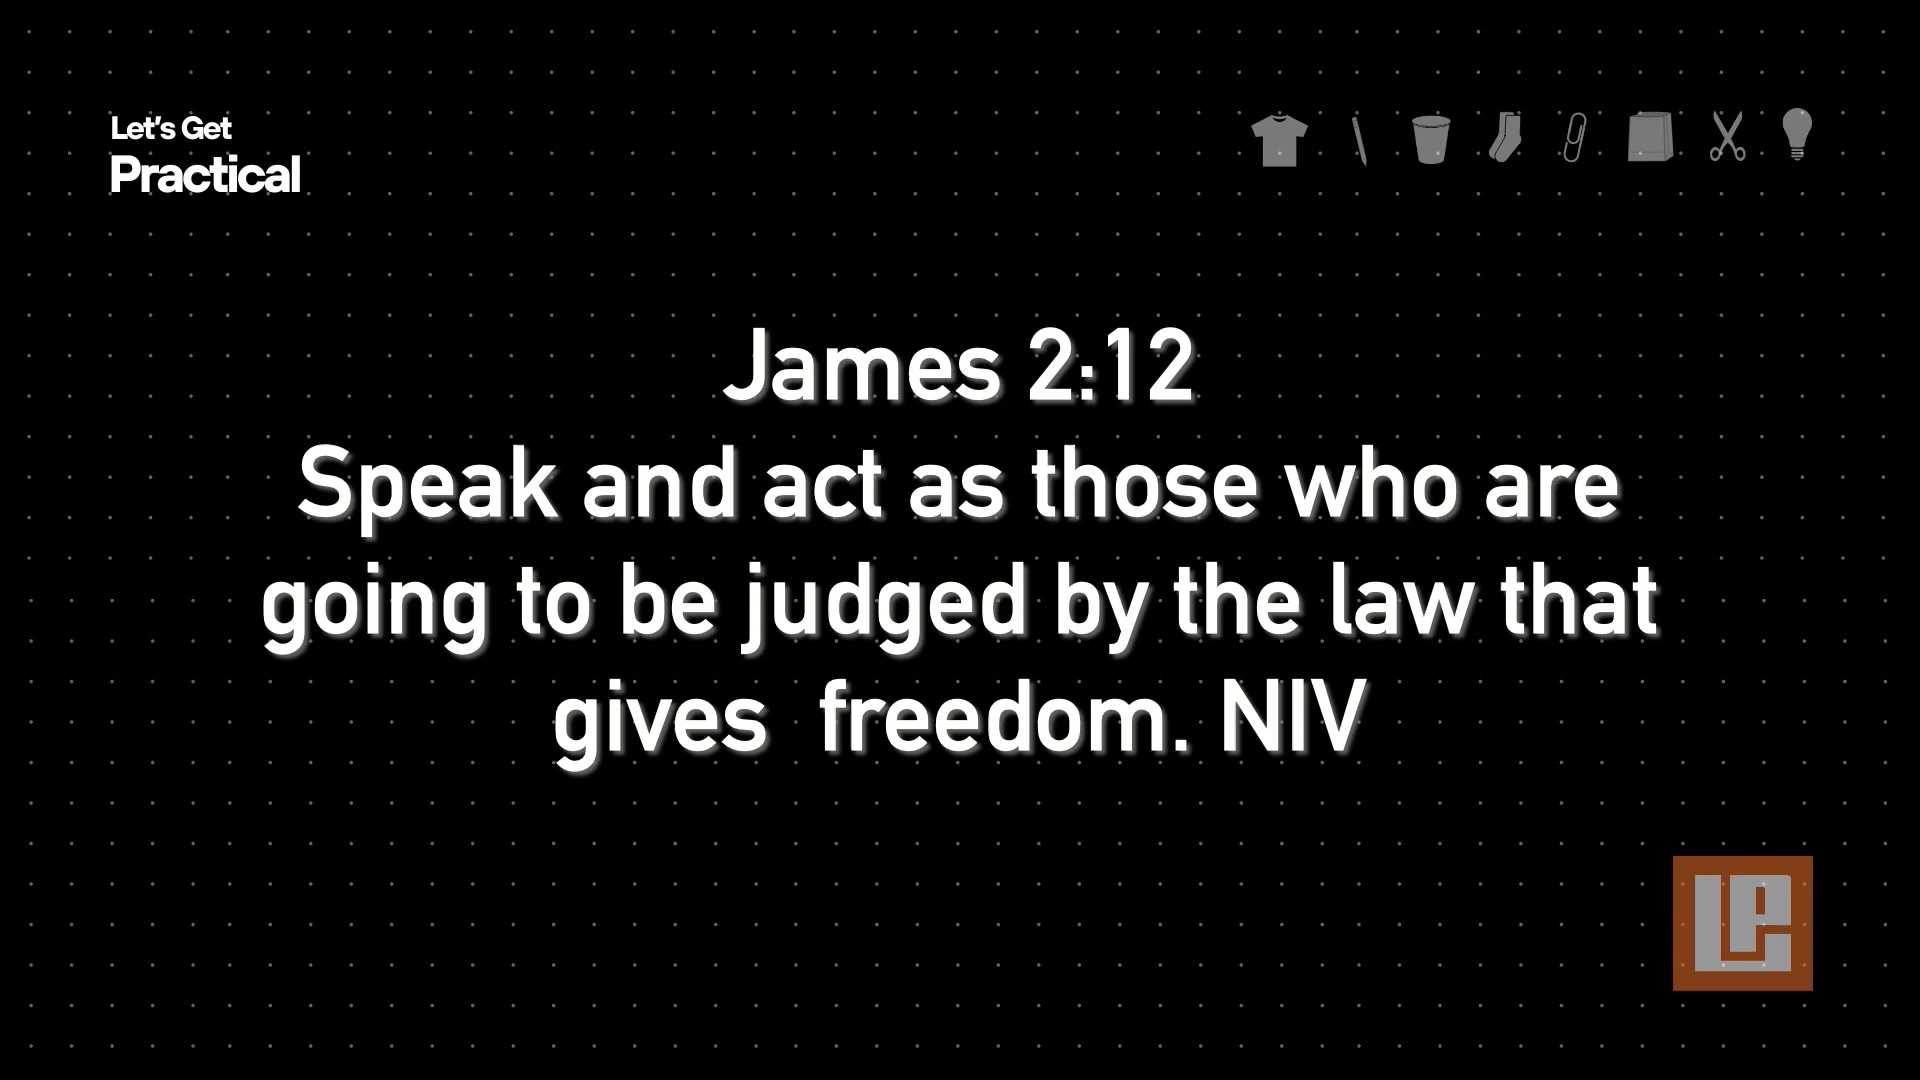 Let's Get
Practical
James 2:12
Speak and act as those who are
going to be judged by the law that
gives  freedom. NIV
LP